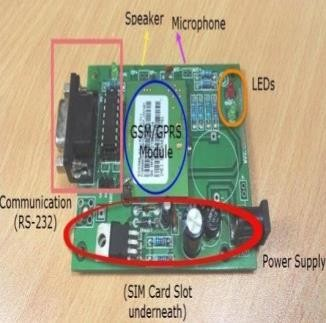 Speaker
Microphone
LEDs
GSM/GPRS
Module
Communication
(RS-232)
Power Supply
(SIM Card Slot
underneath)